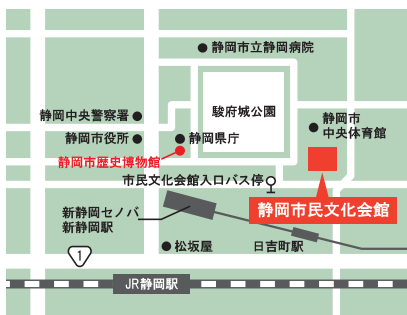 静岡市立静岡病院
駿府城公園
静岡中央警察署
静岡市
中央体育館
静岡市役所
静岡県庁
静岡市歴史博物館
市民文化会館入口バス停
静岡市民文化会館
新静岡セノバ
新静岡駅
松坂屋
日吉町駅
1
JR静岡駅